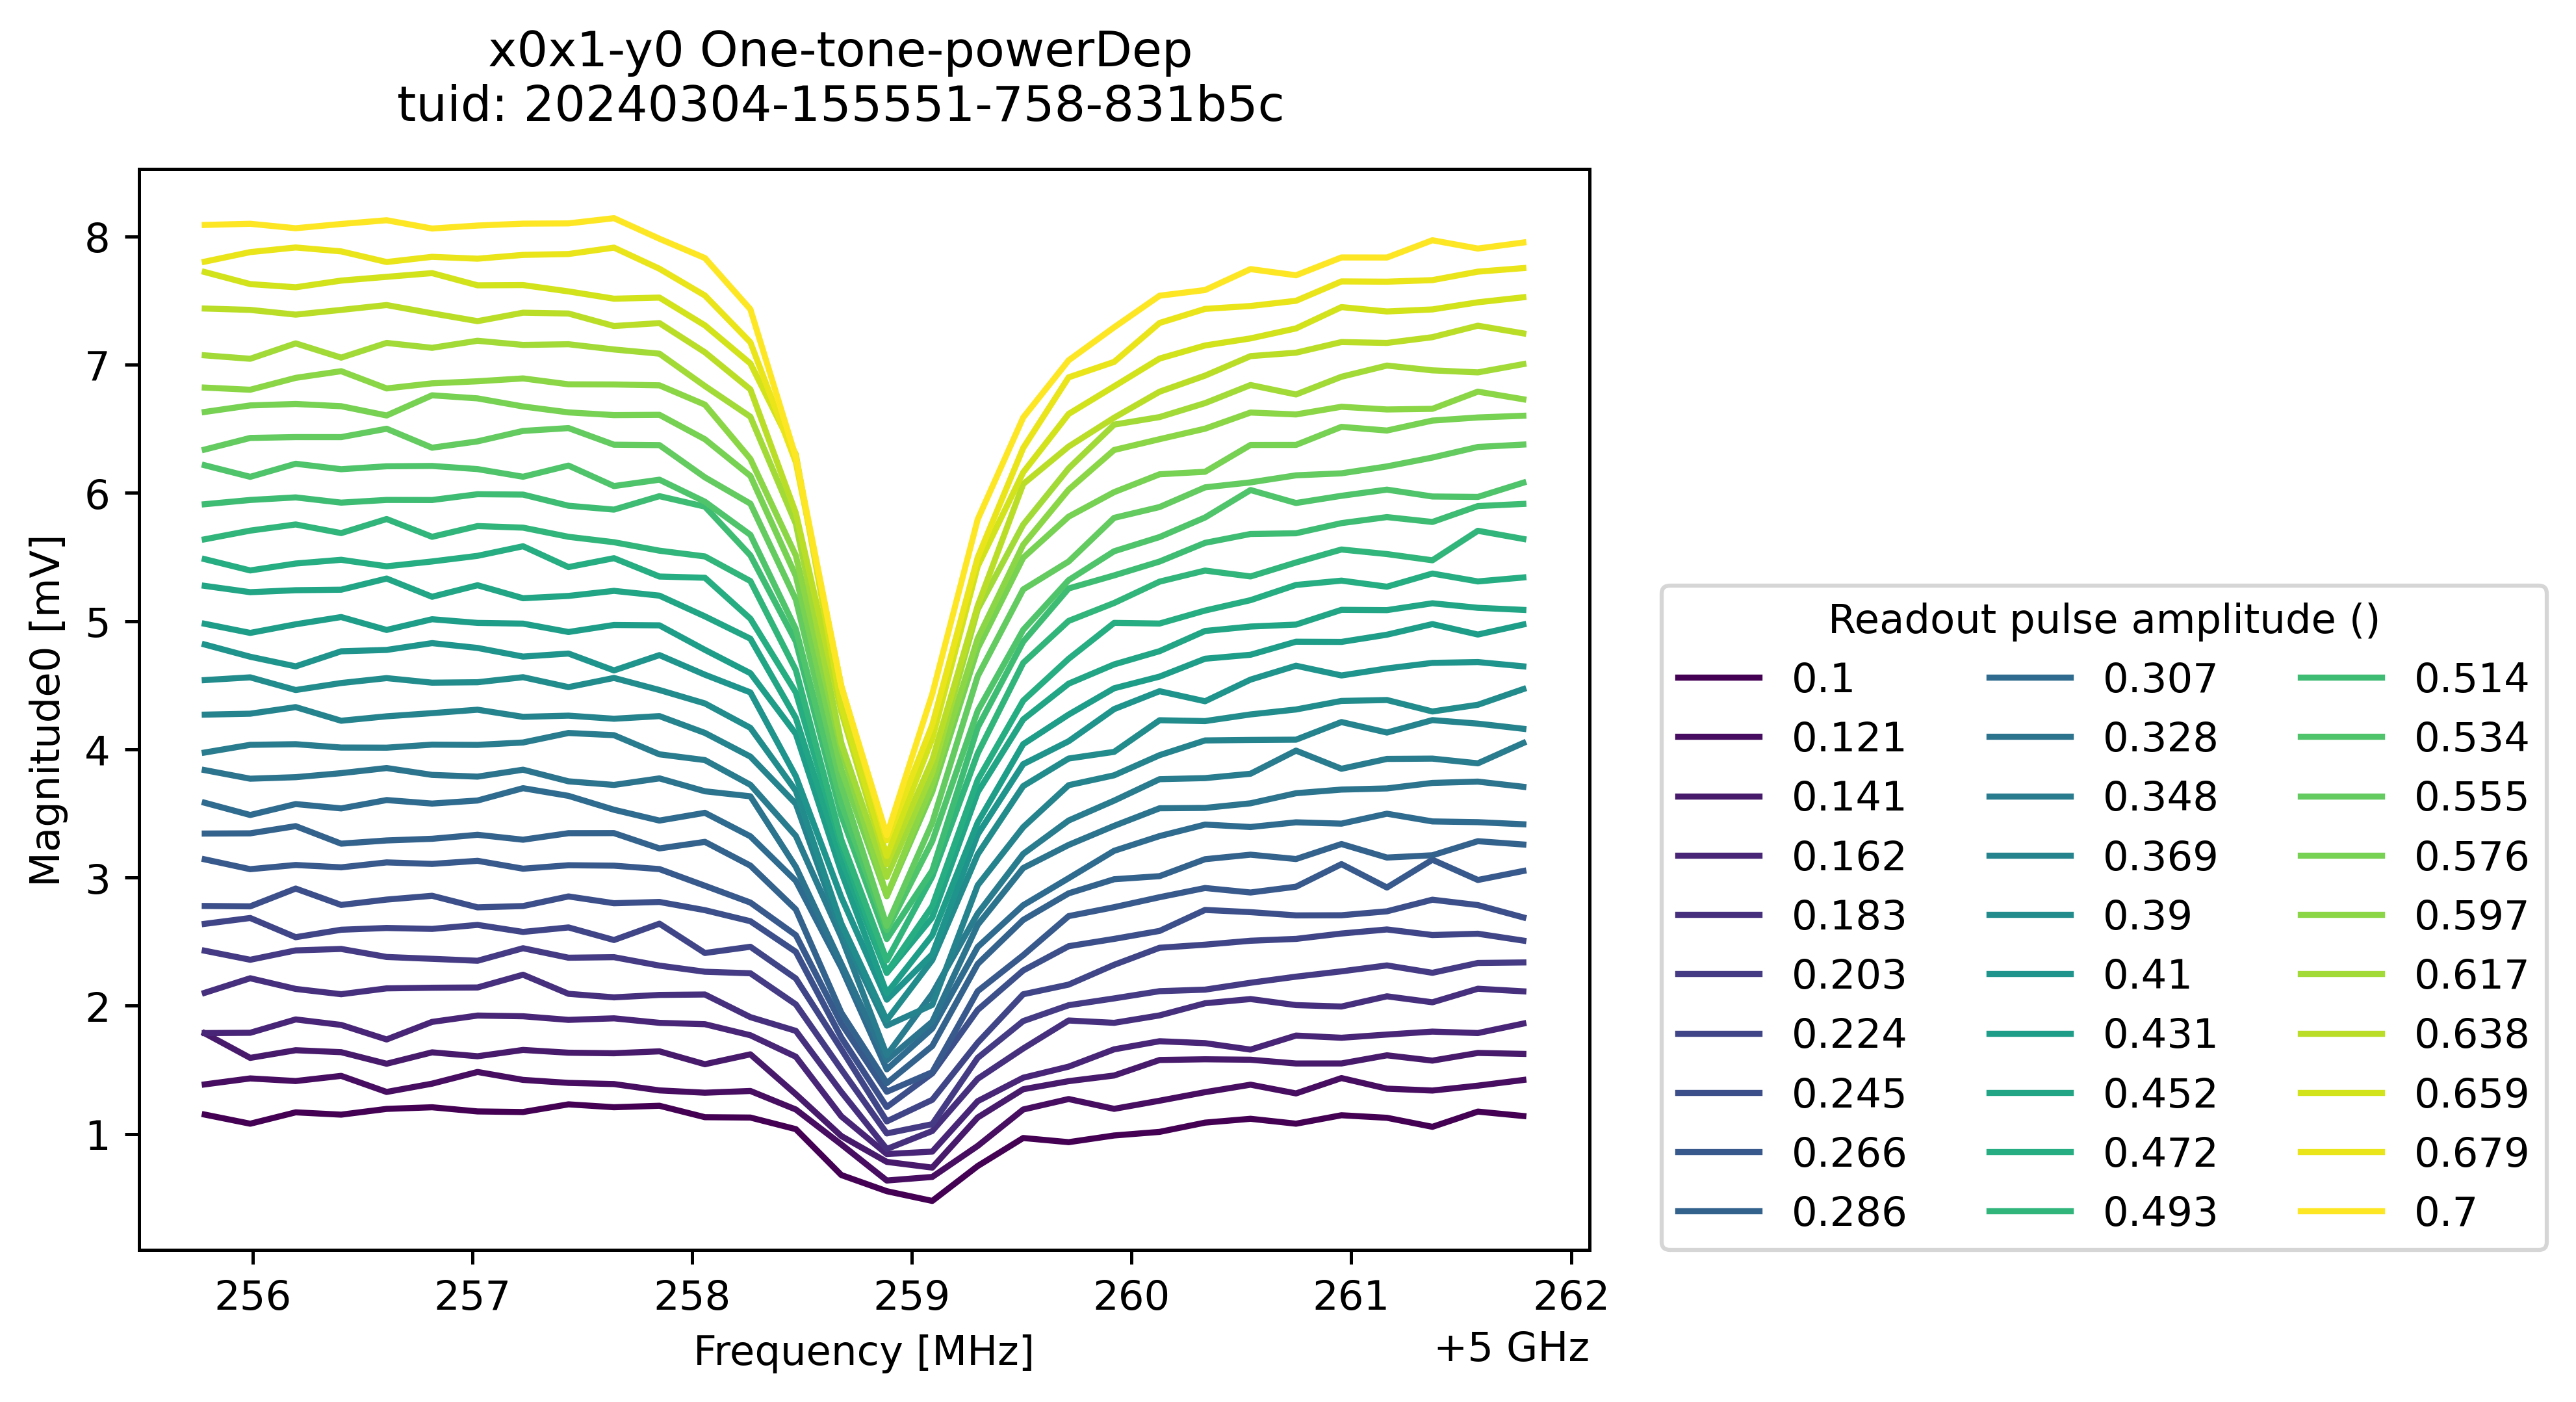 x0x1-y0 One-tone-powerDep
tuid: 20240304-155551-758-831b5c
Magnitude0 [mV]
8
7
6
5
4
3
2
1
256 257 258 259 260 261 262
Frequency [MHz]
+5 GHz
Readout pulse amplitude ()
0.1 0.307 0.514
0.121 0.328 0.534
0.141 0.348 0.555
0.162 0.369 0.576
0.183 0.39 0.597
0.203 0.41 0.617
0.224 0.431 0.638
0.245 0.452 0.659
0.266 0.472 0.679
0.286 0.493 0.7